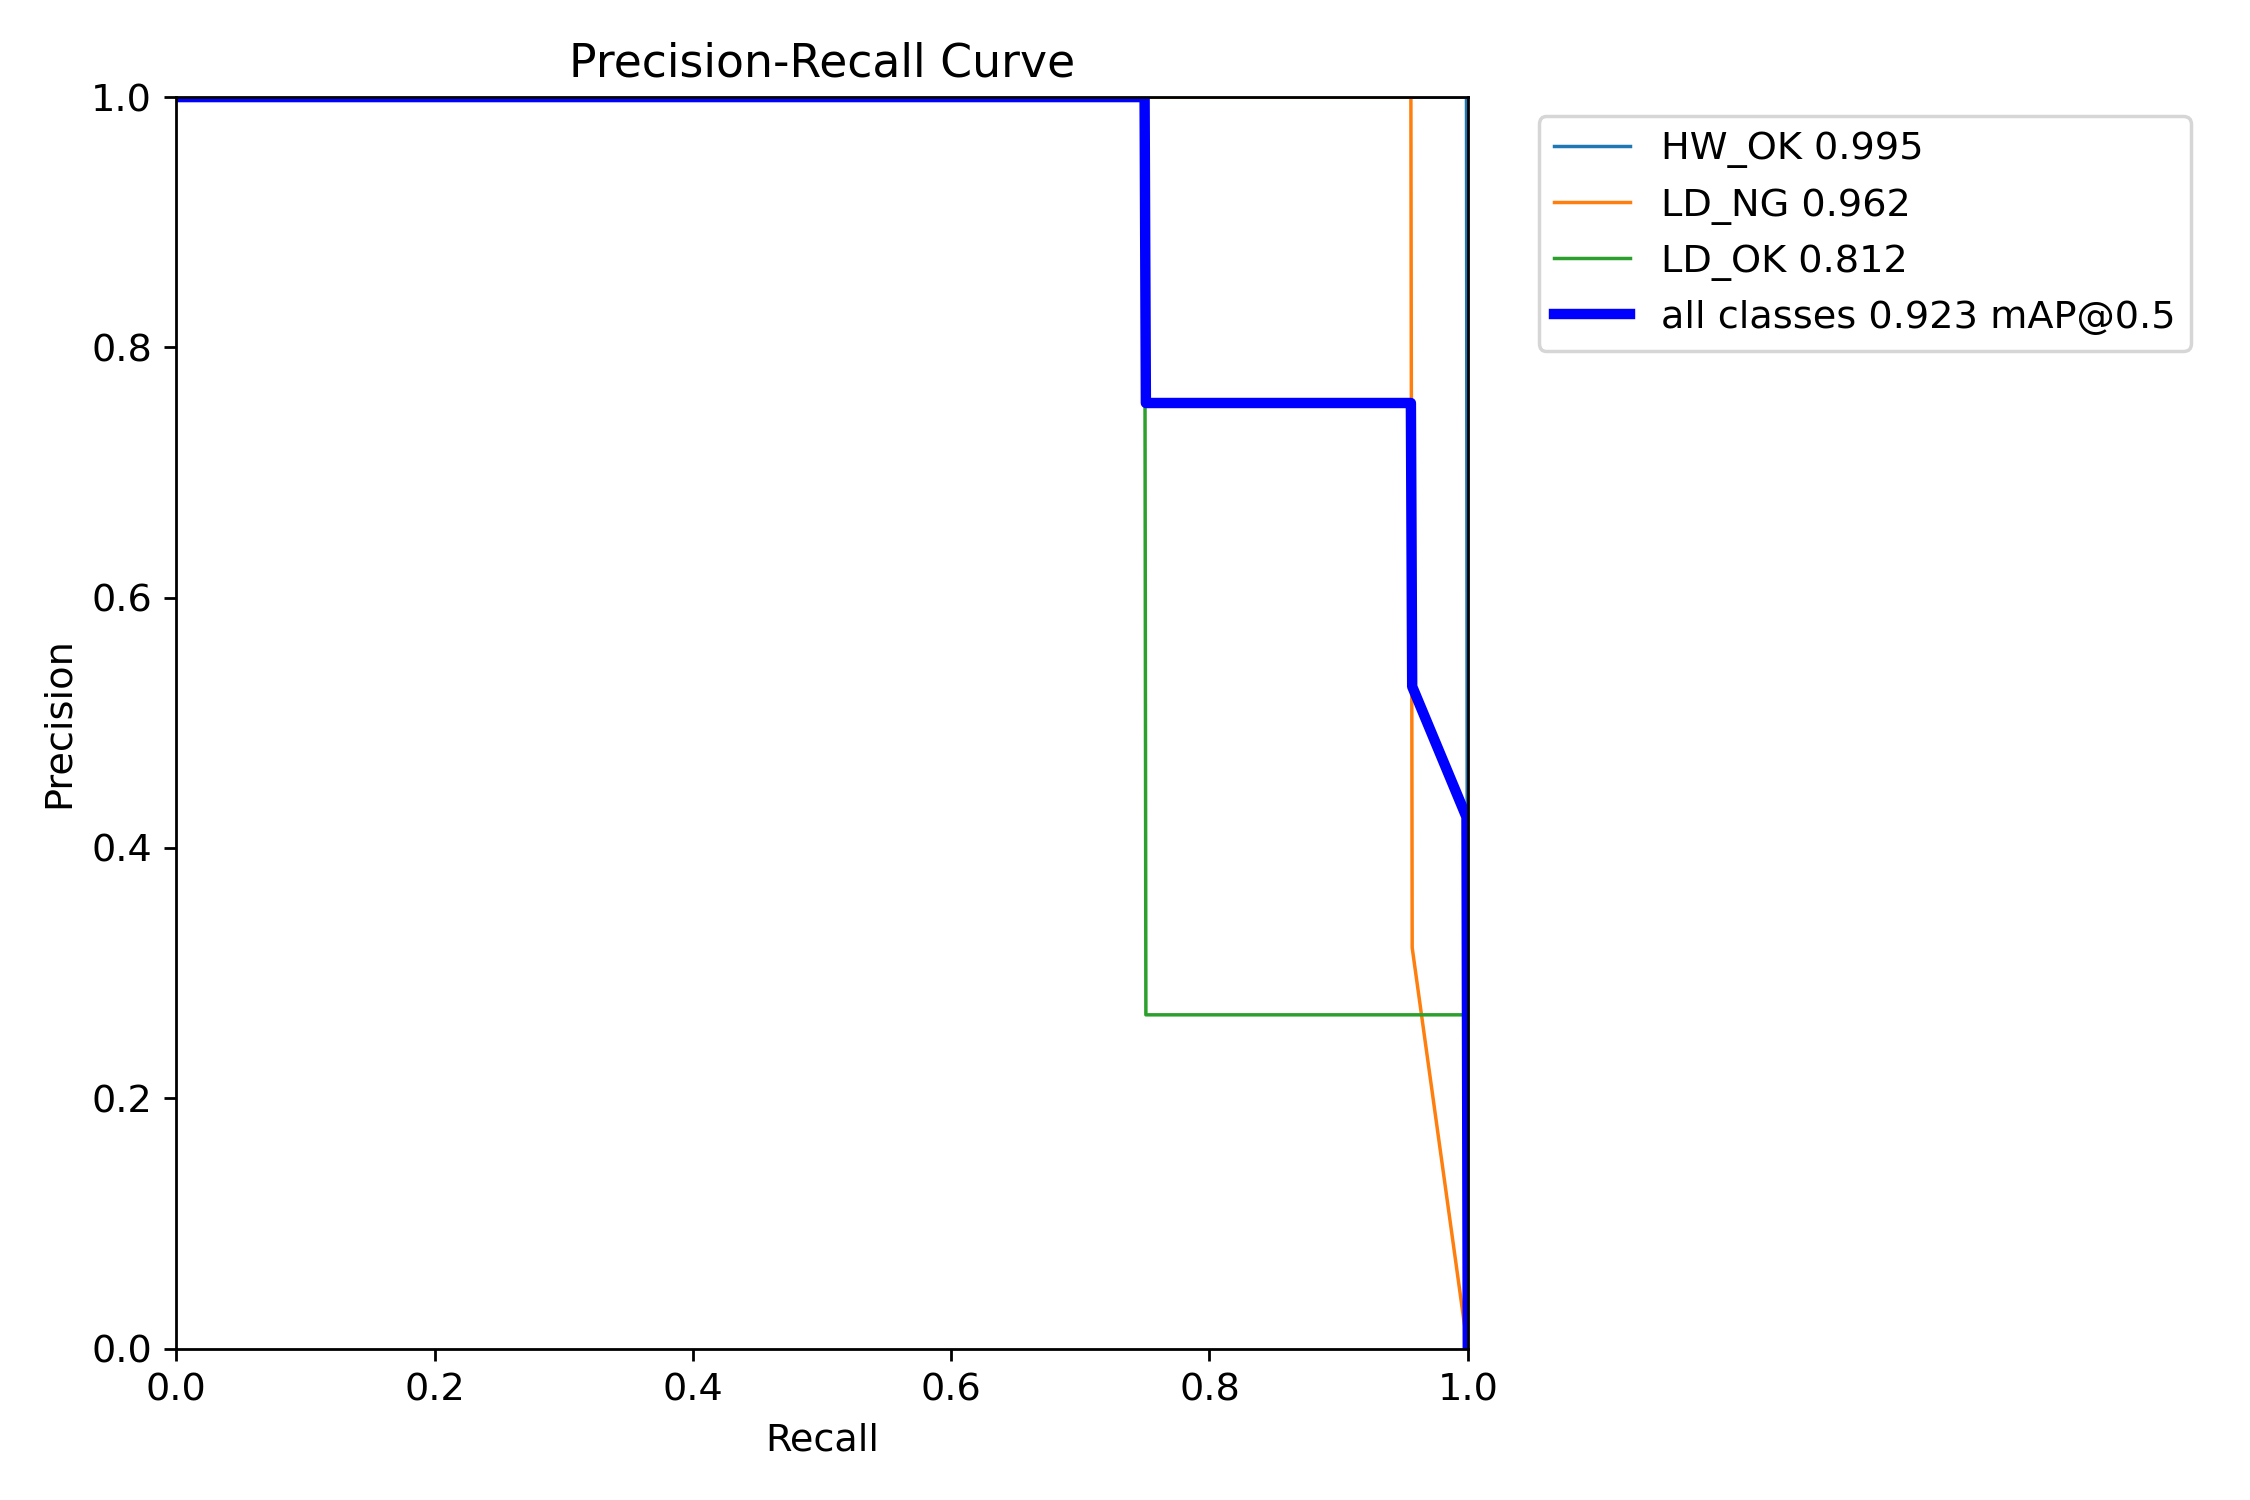 Precision-Recall Curve
1.0
0.8
0.6
0.4
0.2
0.0
Precision
0.0 0.2 0.4 0.6 0.8 1.0
Recall
HW_OK 0.995
LD_NG 0.962
LD_OK 0.812
all classes 0.923 mAP@0.5